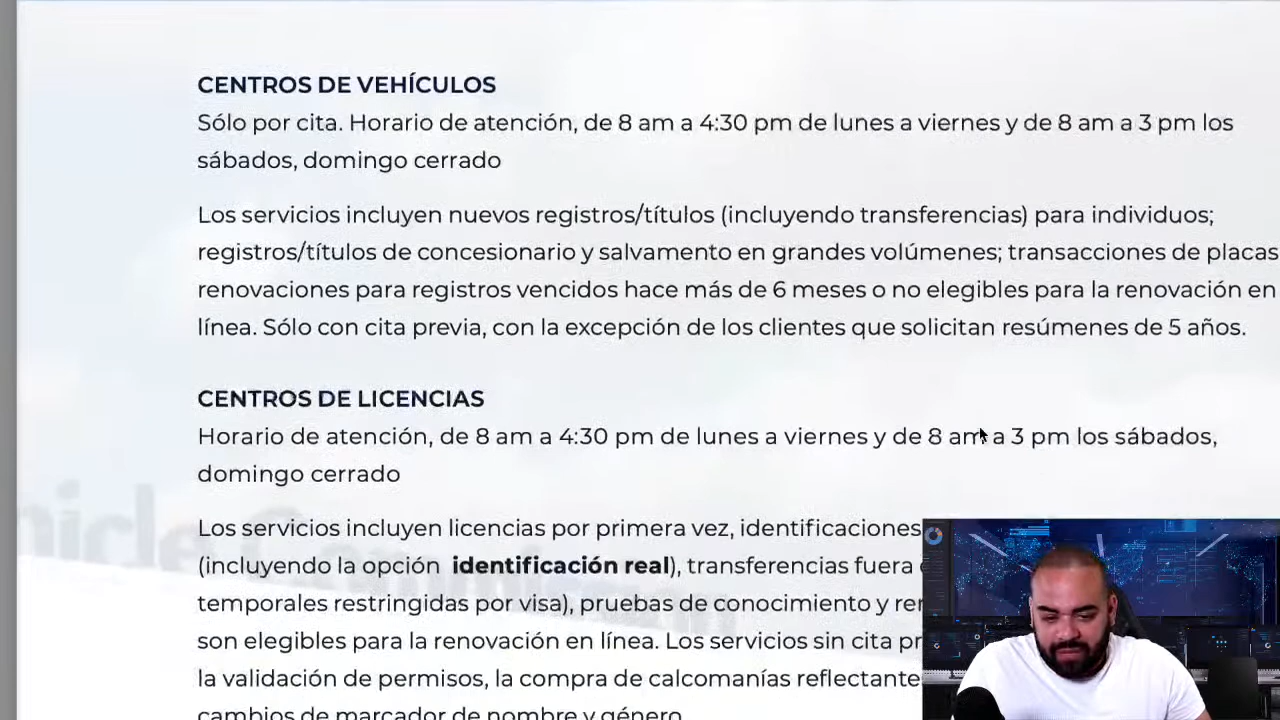 CENTROS DE VEHÍCULOS
Sólo por cita. Horario de atención, de 8 am a 4:30 pm de lunes a viernes y de 8 am a 3 pm los
sábados, domingo cerrado
Los servicios incluyen nuevos registros/títulos (incluyendo transferencias) para individuos;
registros/títulos de concesionario y salvamento en grandes volúmenes; transacciones de placas
renovaciones para registros vencidos hace más de 6 meses o no elegibles para la renovación en
línea. Sólo con cita previa, con la excepción de los clientes que solicitan resúmenes de 5 años.
CENTROS DE LICENCIAS
Horario de atención, de 8 am a 4:30 pm de lunes a viernes y de 8 am a 3 pm los sábados,
domingo cerrado
Los servicios incluyen licencias por primera vez, identificaciones
(incluyendo la opción identificación real), transferencias fuera
temporales restringidas por visa), pruebas de conocimiento y
son elegibles para la renovación en línea. Los servicios sin cita
la validación de permisos, la compra de calcomanías reflectante
cambios de marcador de nombre y género